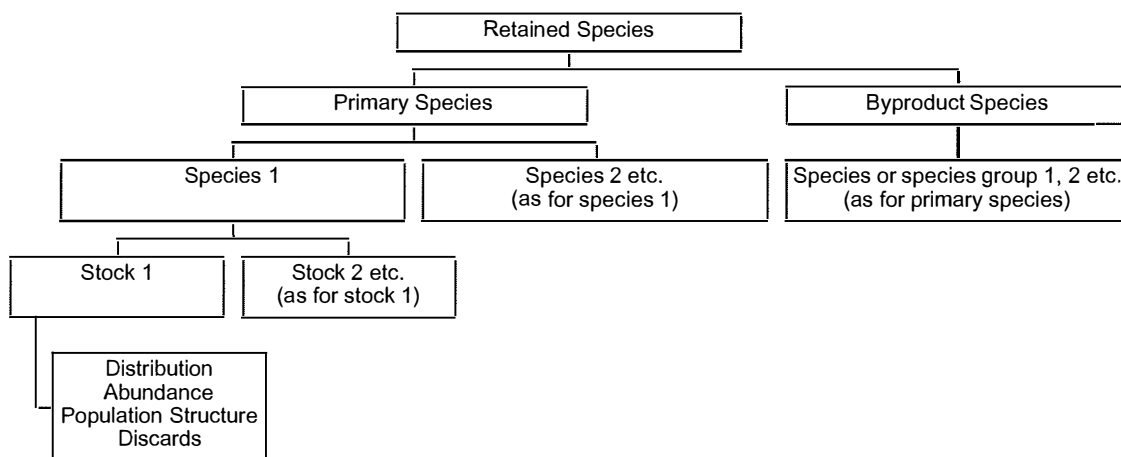 Retained Species
Primary Species
Byproduct Species
Species 1
Species 2 etc.
(as for species 1)
Species or species group 1, 2 etc.
(as for primary species)
Stock 1
Stock 2 etc.
(as for stock 1)
Distribution
Abundance
Population Structure
Discards